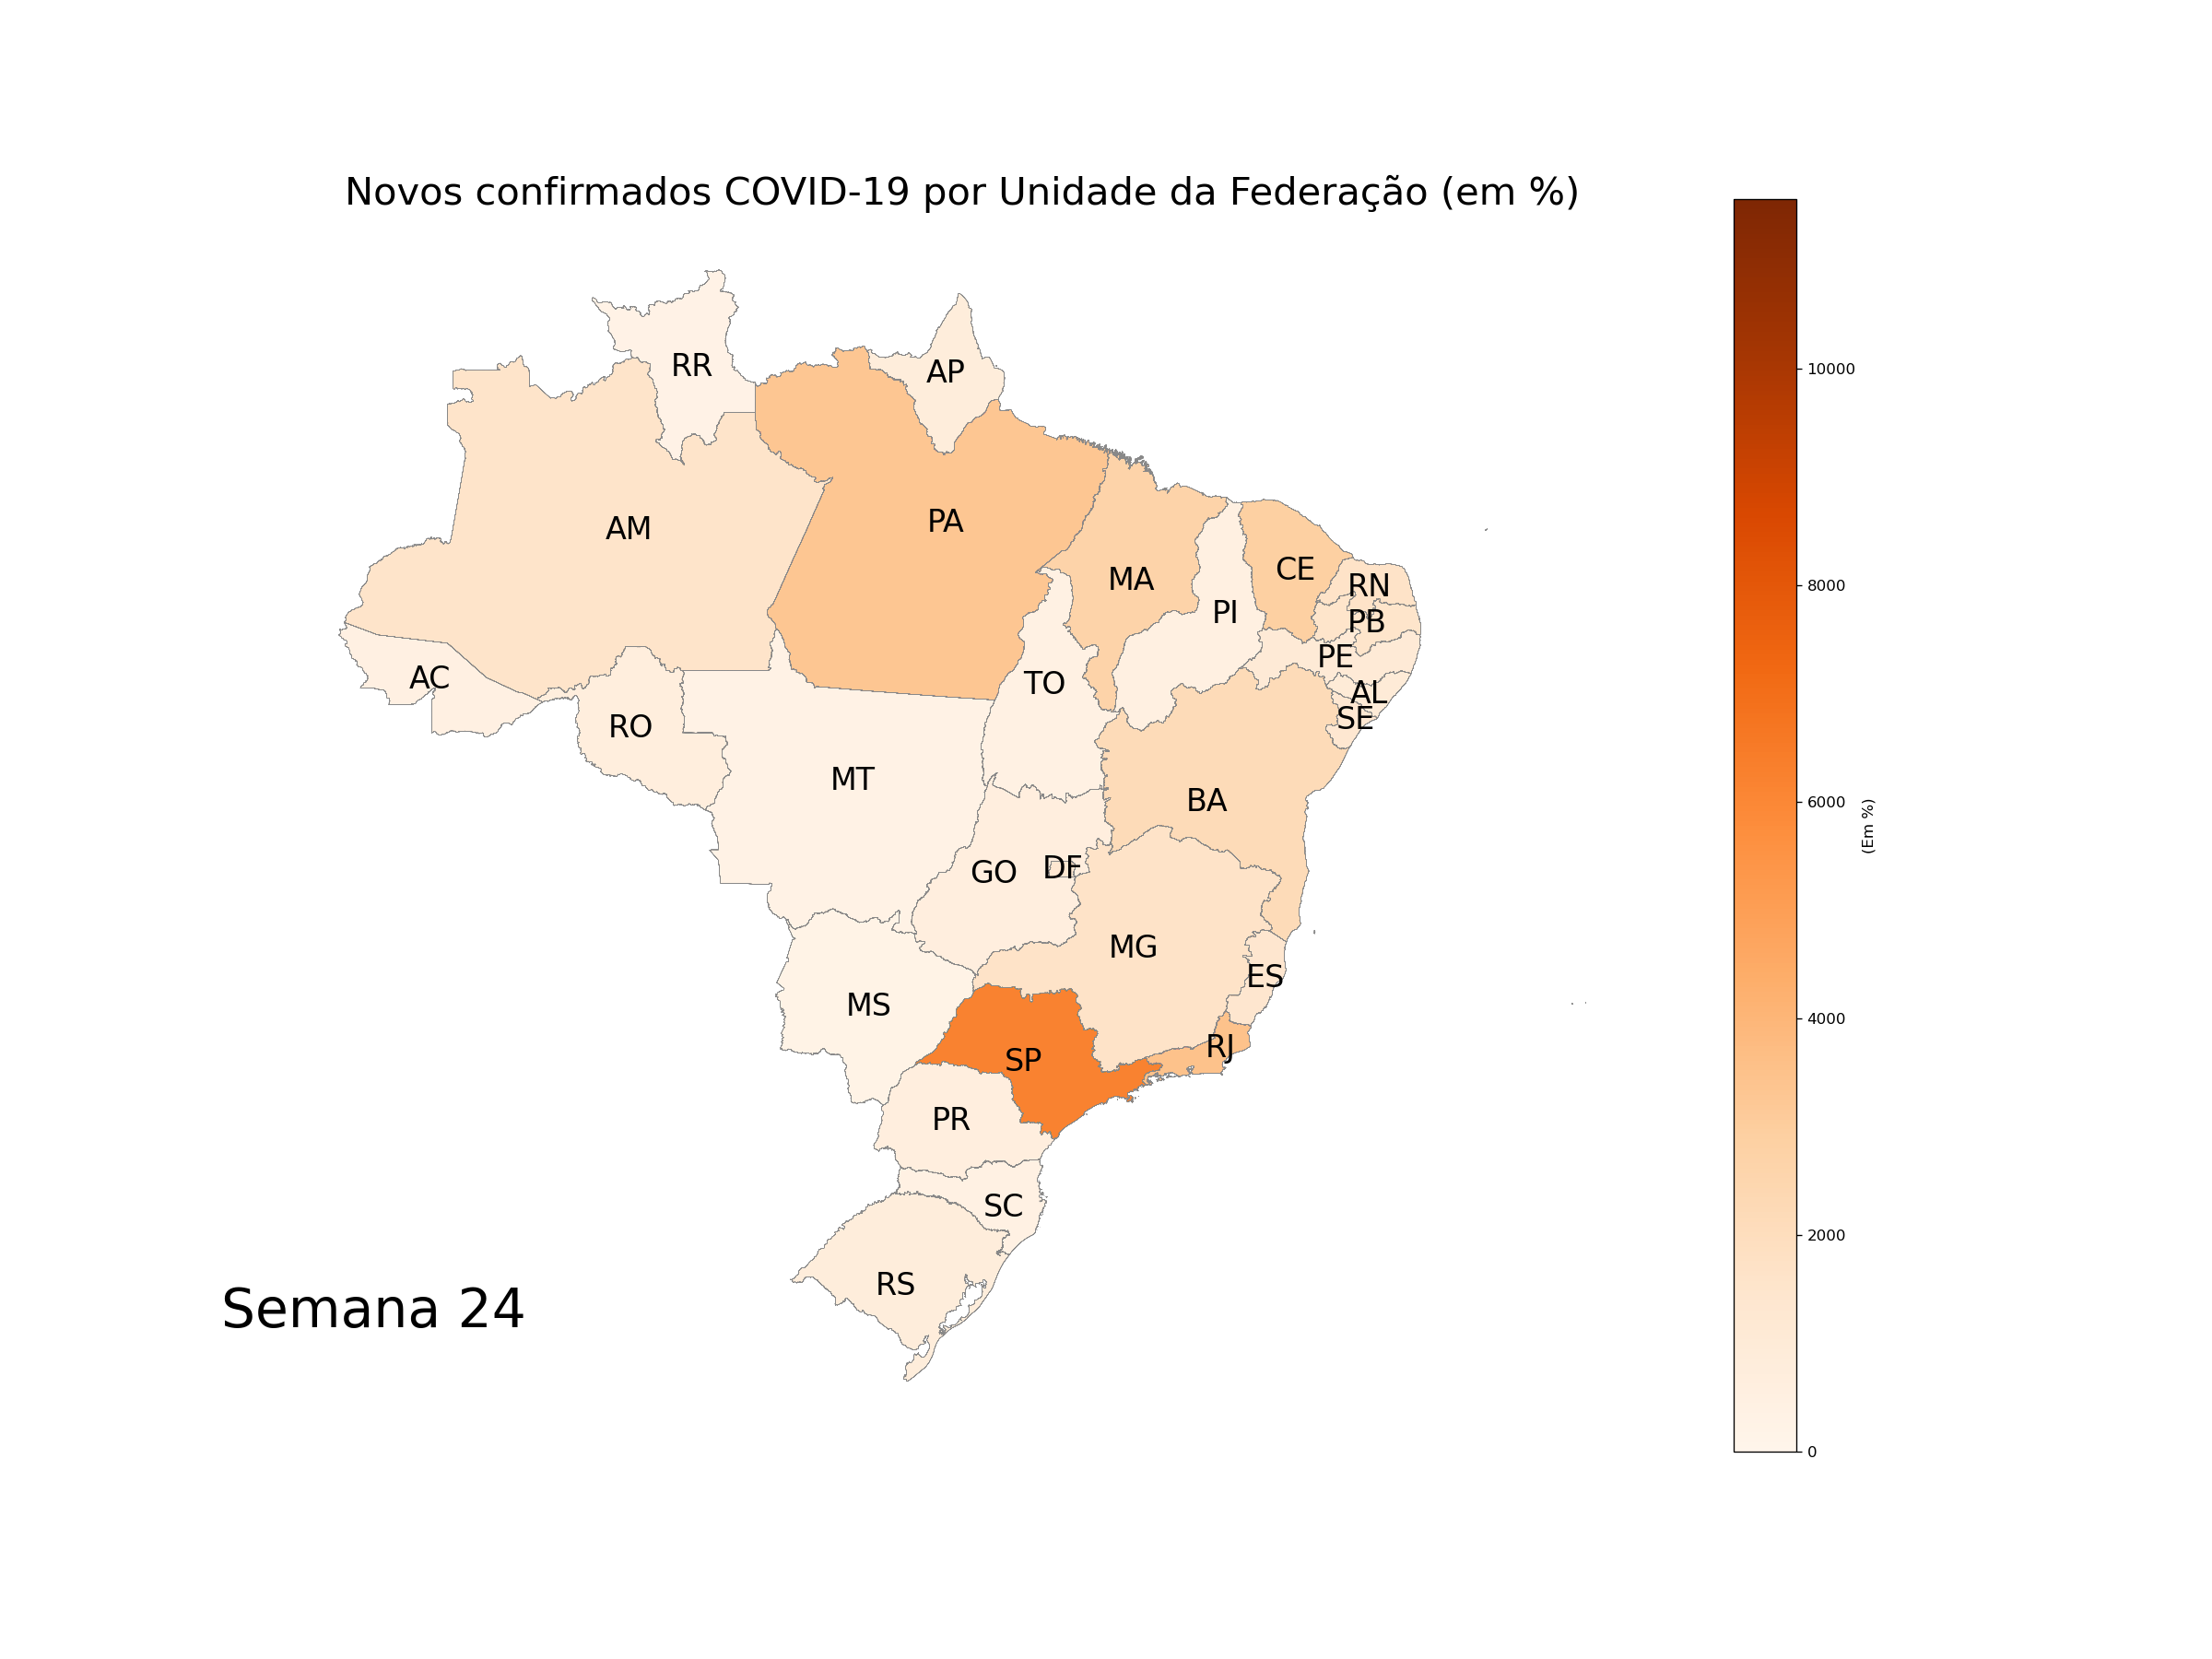 Novos confirmados COVID-19 por Unidade da Federação (em %)
RR
AP
10000
AM
PA
MA
CE
RN
8000
PI
PB
PE
AC
TO
AL
SE
RO
MT
BA
6000
(Em %)
GO
DF
MG
ES
MS
4000
RJ
SP
PR
SC
2000
RS
Semana 24
0